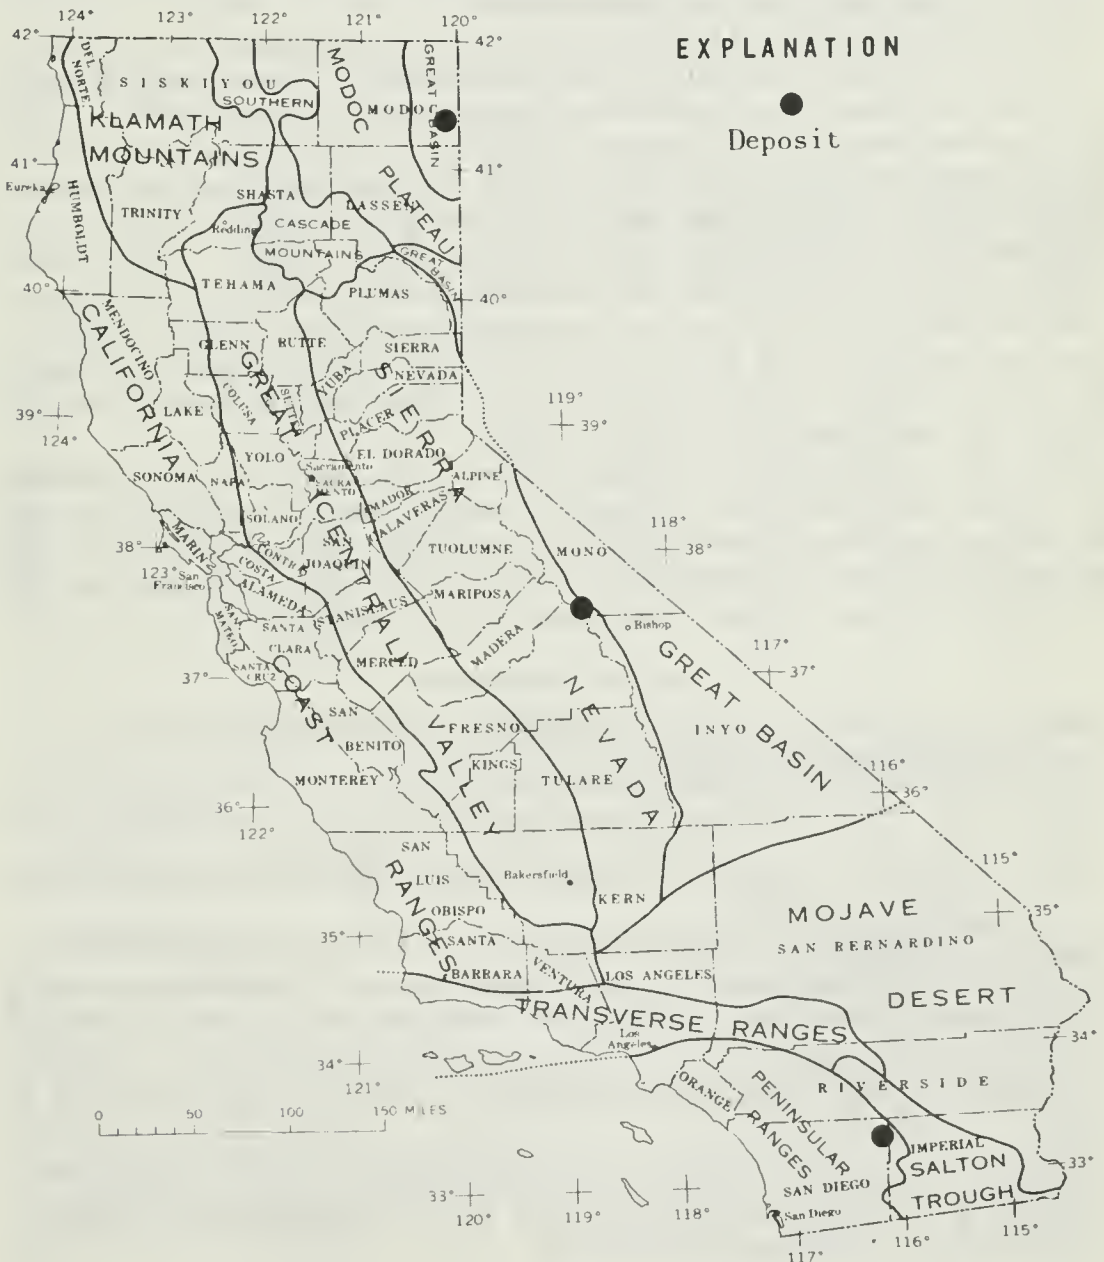 124°
123°
122°
121°
120°
42°
42°
EXPLANATION
Deposit
DEL NORTE
SISKIYOU
SOUTHERN
MODOC
MODOC
GREAT BASIN
KLAMATH
MOUNTAINS
41°
41°
Eureka
HUMBOLDT
TRINITY
SHASTA
LASSEN
PLATEAU
Redding
CASCADE
MOUNTAINS
GREAT BASIN
TEHAMA
PLUMAS
40°
40°
MENDOCINO
CALIFORNIA
GLENN
BUTTE
SIERRA
NEVADA
YUBA
GREAT
SIERRA
COLUSA
SUTTER
LAKE
PLACER
39°
124°
119°
39°
YOLO
EL DORADO
Sacramento
SONOMA
NAPA
SACRA
MENTO
ALPINE
AMADOR
SOLANO
CALAVERAS
CENTRAL
MARIN
38°
123°
San
Francisco
CONTRA
COSTA
SAN
JOAQUIN
TUOLUMNE
MONO
118°
38°
ALAMEDA
STANISLAUS
MARIPOSA
SAN
MATEO
SANTA
CLARA
Bishop
MADERA
MERCED
SANTA
CRUZ
COAST
37°
117°
37°
GREAT BASIN
NEVADA
SAN
BENITO
FRESNO
INYO
VALLEY
MONTEREY
KINGS
TULARE
116°
36°
36°
122°
SAN
LUIS
OBISPO
RANGES
Bakersfield
KERN
115°
35°
MOJAVE
SAN BERNARDINO
35°
SANTA
BARBARA
VENTURA
LOS ANGELES
DESERT
TRANSVERSE RANGES
Los
Angeles
34°
34°
121°
RIVERSIDE
ORANGE
PENINSULAR
RANGES
0 50 100 150 MILES
IMPERIAL
SALTON
TROUGH
33°
SAN DIEGO
San Diego
33°
120°
119°
118°
117°
116°
115°